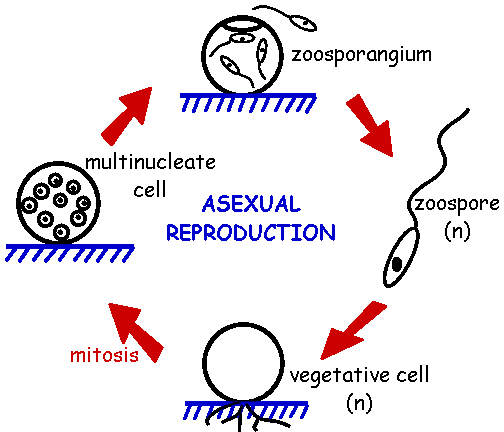 zoosporangium
multinucleate
cell
ASEXUAL
REPRODUCTION
zoospore
(n)
mitosis
vegetative cell
(n)